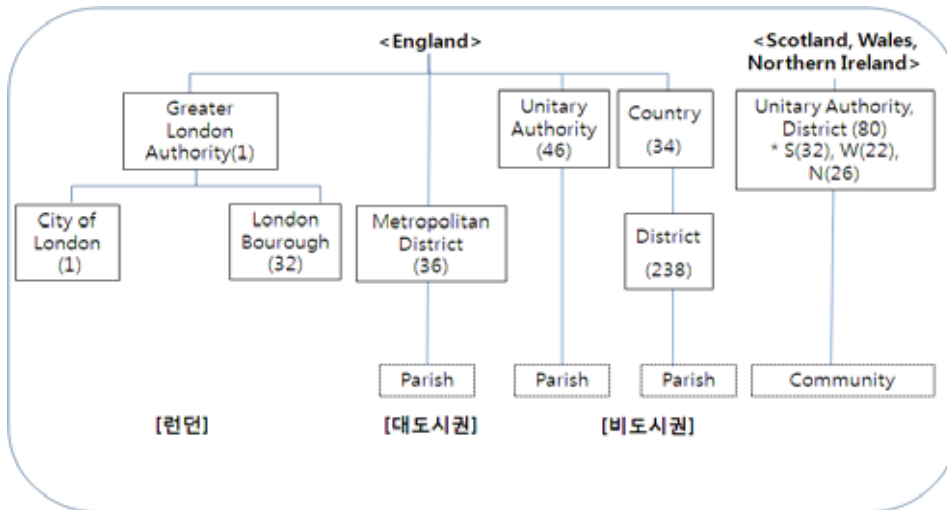 <England>
<Scotland, Wales,
Northern Ireland>
Greater
London
Authority(1)
Unitary
Authority
(46)
Country
(34)
Unitary Authority,
District (80)
* S(32), W(22),
N(26)
City of
London
(1)
London
Bourough
(32)
Metropolitan
District
(36)
District
(238)
Parish
Parish
Parish
Community
[런던]
[대도시권]
[비도시권]